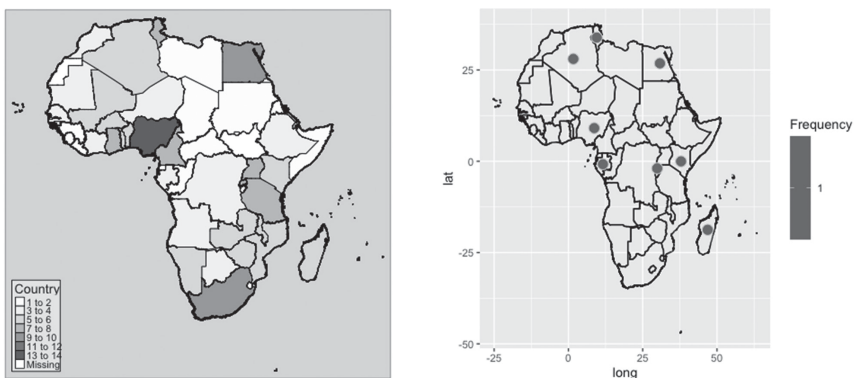 Country
1 to 2
3 to 4
5 to 6
7 to 8
9 to 10
11 to 12
13 to 14
Missing
lat
25
0
-25
-50
-25
0
25
50
long
Frequency
1